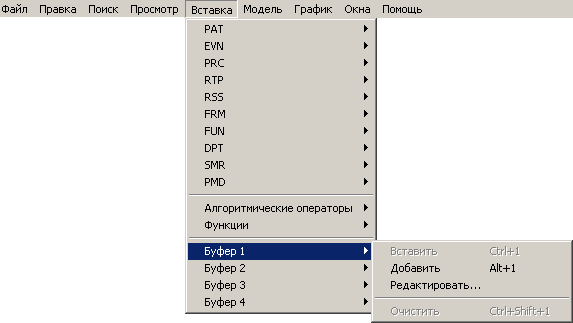 Файл Правка Поиск Просмотр Вставка Модель График Окна Помощь
PAT
EVN
PRC
RTP
RSS
FRM
FUN
DPT
SMR
PMD
Алгоритмические операторы
Функции
Буфер 1
Буфер 2
Буфер 3
Буфер 4
Вставить Ctrl+1
Добавить Alt+1
Редактировать...
Очистить Ctrl+Shift+1